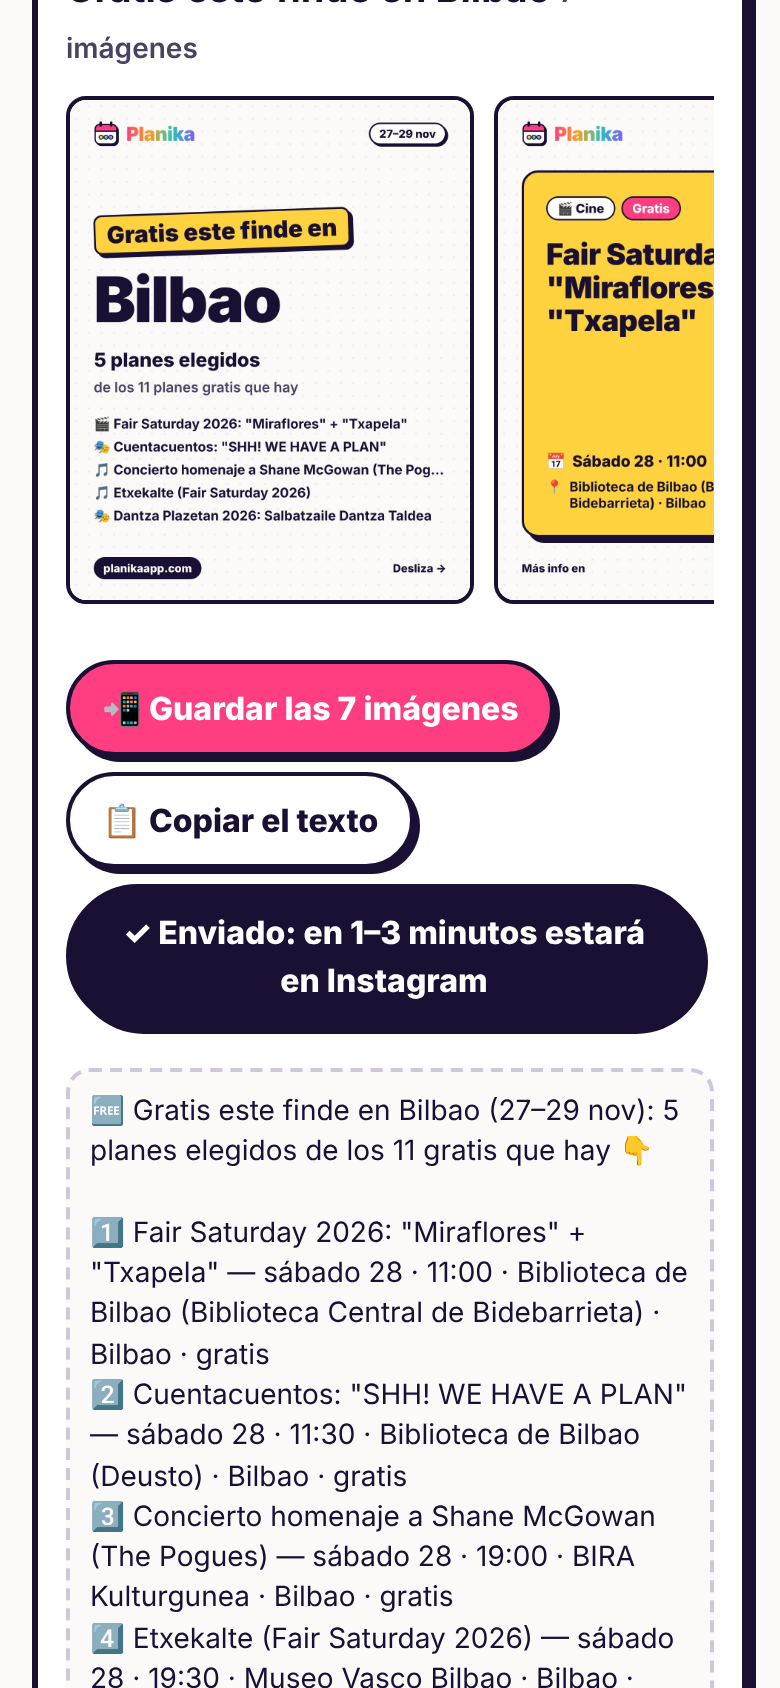 Gratis este finde en Bilbao 7
imágenes
Planika
27–29 nov
Gratis este finde en
Bilbao
5 planes elegidos
de los 11 planes gratis que hay
🎬 Fair Saturday 2026: "Miraflores" + "Txapela"
🎭 Cuentacuentos: "SHH! WE HAVE A PLAN"
🎵 Concierto homenaje a Shane McGowan (The Pog...
🎵 Etxekalte (Fair Saturday 2026)
🎭 Dantza Plazetan 2026: Salbatzaile Dantza Taldea
planikaapp.com
Desliza →
Planika
🎬 Cine
Gratis
Fair Saturda
"Miraflores
"Txapela"
📅 Sábado 28 · 11:00
📍 Biblioteca de Bilbao (B
Bidebarrieta) · Bilbao
Más info en
📲 Guardar las 7 imágenes
📋 Copiar el texto
✓ Enviado: en 1–3 minutos estará
en Instagram
🆓 Gratis este finde en Bilbao (27–29 nov): 5
planes elegidos de los 11 gratis que hay 👇
1️⃣ Fair Saturday 2026: "Miraflores" +
"Txapela" — sábado 28 · 11:00 · Biblioteca de
Bilbao (Biblioteca Central de Bidebarrieta) ·
Bilbao · gratis
2️⃣ Cuentacuentos: "SHH! WE HAVE A PLAN"
— sábado 28 · 11:30 · Biblioteca de Bilbao
(Deusto) · Bilbao · gratis
3️⃣ Concierto homenaje a Shane McGowan
(The Pogues) — sábado 28 · 19:00 · BIRA
Kulturgunea · Bilbao · gratis
4️⃣ Etxekalte (Fair Saturday 2026) — sábado
28 · 19:30 · Museo Vasco Bilbao · Bilbao ·